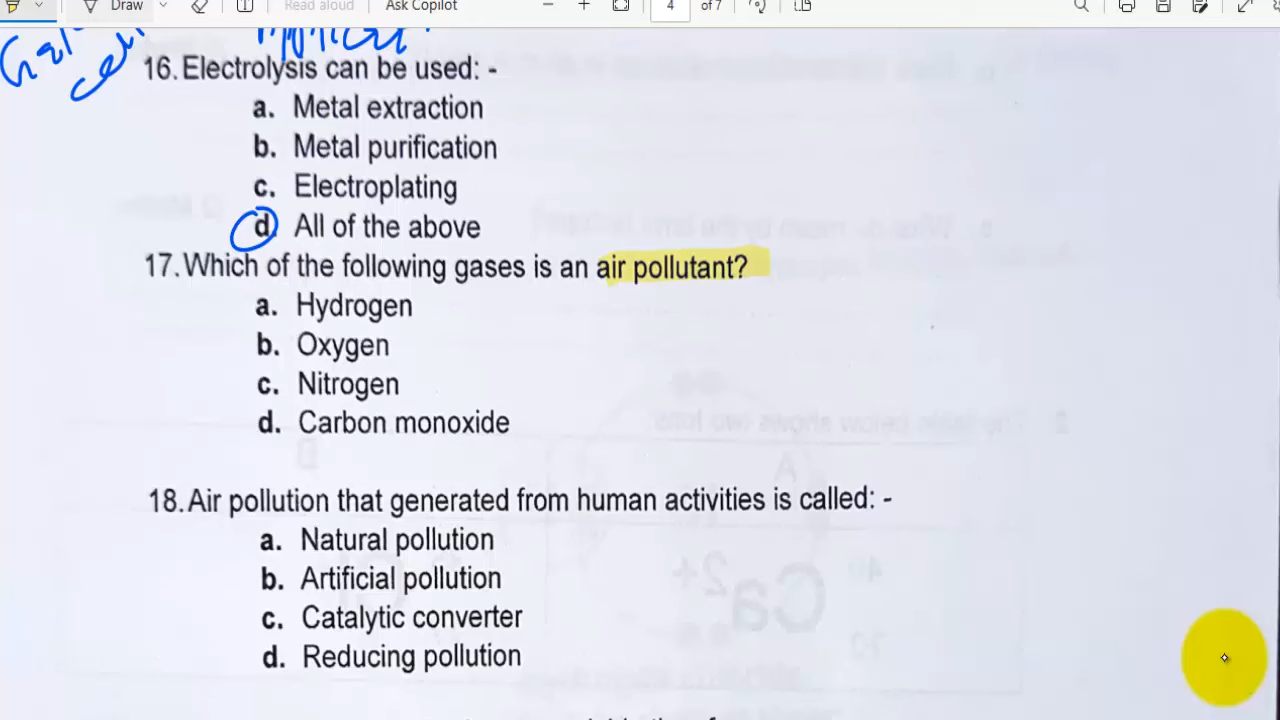 Draw
Read aloud
Ask Copilot
4 of 7
16. Electrolysis can be used: -
a. Metal extraction
b. Metal purification
c. Electroplating
d. All of the above
17. Which of the following gases is an air pollutant?
a. Hydrogen
b. Oxygen
c. Nitrogen
d. Carbon monoxide
18. Air pollution that generated from human activities is called: -
a. Natural pollution
b. Artificial pollution
c. Catalytic converter
d. Reducing pollution